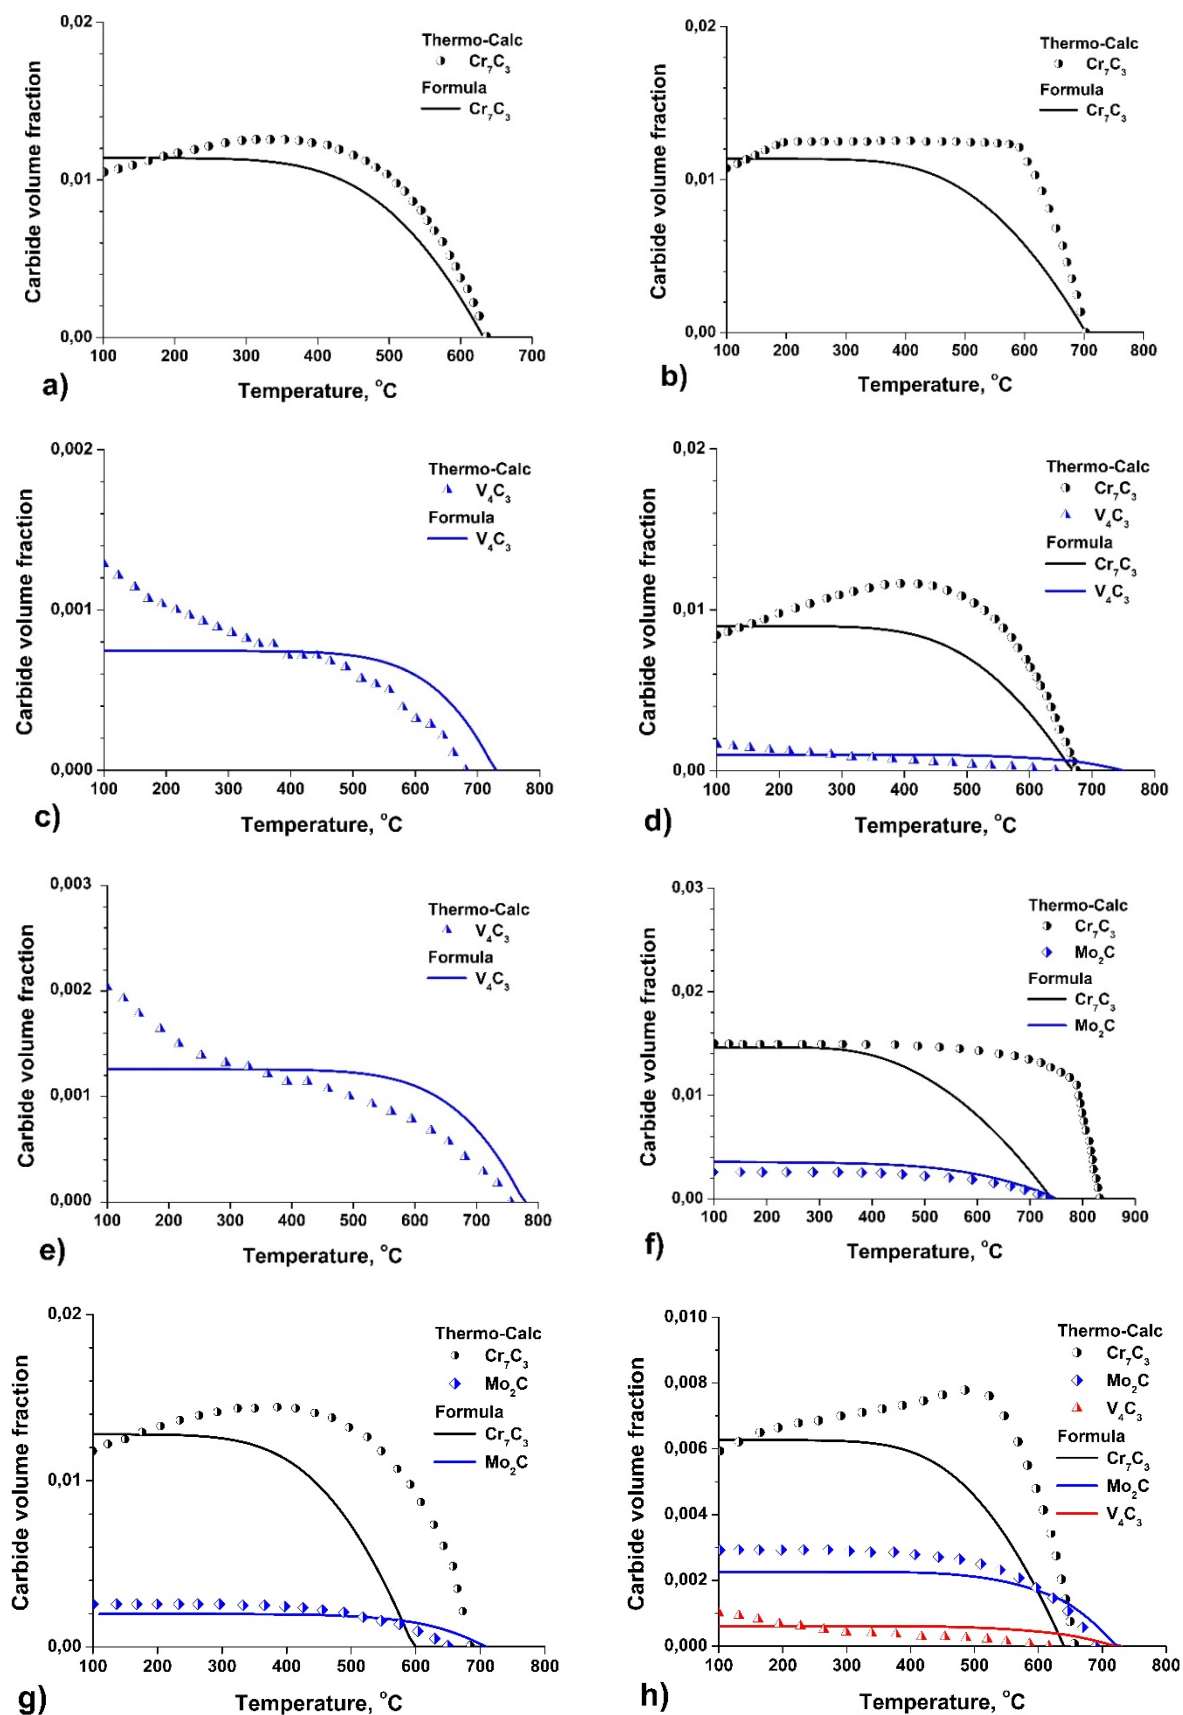 0,02
Thermo-Calc
Cr7C3
Formula
Cr7C3
0,01
0,00
100 200 300 400 500 600 700
Carbide volume fraction
Temperature, °C
a)
0,02
Thermo-Calc
Cr7C3
Formula
Cr7C3
0,01
0,00
100 200 300 400 500 600 700 800
Carbide volume fraction
Temperature, °C
b)
0,002
Thermo-Calc
V4C3
Formula
V4C3
0,001
0,000
100 200 300 400 500 600 700 800
Carbide volume fraction
Temperature, °C
c)
0,02
Thermo-Calc
Cr7C3
V4C3
Formula
Cr7C3
V4C3
0,01
0,00
100 200 300 400 500 600 700 800
Carbide volume fraction
Temperature, °C
d)
0,003
Thermo-Calc
V4C3
Formula
V4C3
0,002
0,001
0,000
100 200 300 400 500 600 700 800
Carbide volume fraction
Temperature, °C
e)
0,03
Thermo-Calc
Cr7C3
Mo2C
Formula
Cr7C3
Mo2C
0,02
0,01
0,00
100 200 300 400 500 600 700 800 900
Carbide volume fraction
Temperature, °C
f)
0,02
Thermo-Calc
Cr7C3
Mo2C
Formula
Cr7C3
Mo2C
0,01
0,00
100 200 300 400 500 600 700 800
Carbide volume fraction
Temperature, °C
g)
0,010
Thermo-Calc
Cr7C3
Mo2C
V4C3
Formula
Cr7C3
Mo2C
V4C3
0,008
0,006
0,004
0,002
0,000
100 200 300 400 500 600 700 800
Carbide volume fraction
Temperature, °C
h)